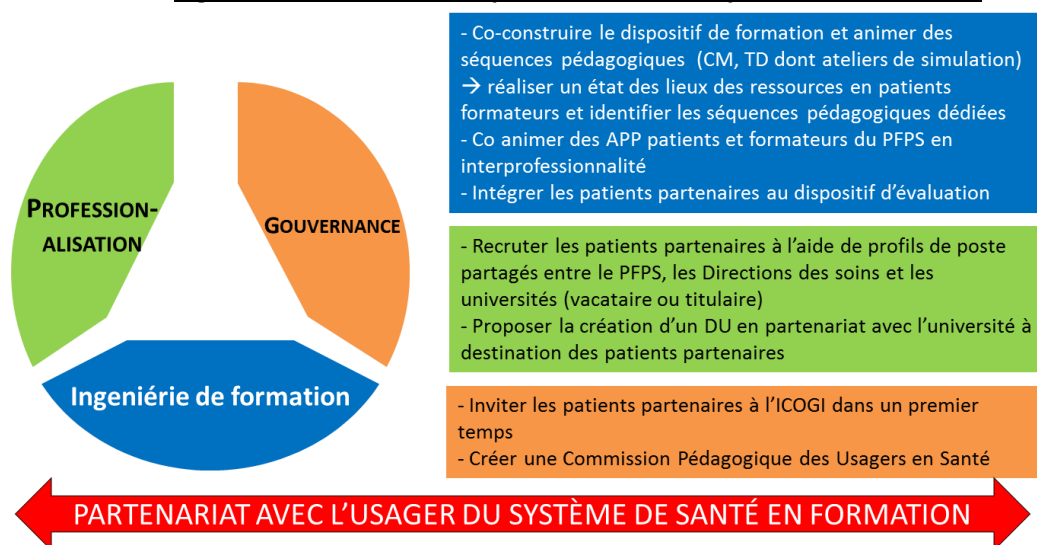 PROFESSION-
ALISATION
GOUVERNANCE
Ingeniérie de formation
- Co-construire le dispositif de formation et animer des
séquences pédagogiques (CM, TD dont ateliers de simulation)
→ réaliser un état des lieux des ressources en patients
formateurs et identifier les séquences pédagogiques dédiées
- Co animer des APP patients et formateurs du PFPS en
interprofessionnalité
- Intégrer les patients partenaires au dispositif d’évaluation
- Recruter les patients partenaires à l’aide de profils de poste
partagés entre le PFPS, les Directions des soins et les
universités (vacataire ou titulaire)
- Proposer la création d’un DU en partenariat avec l’université à
destination des patients partenaires
- Inviter les patients partenaires à l’ICOGI dans un premier
temps
- Créer une Commission Pédagogique des Usagers en Santé
PARTENARIAT AVEC L’USAGER DU SYSTÈME DE SANTÉ EN FORMATION